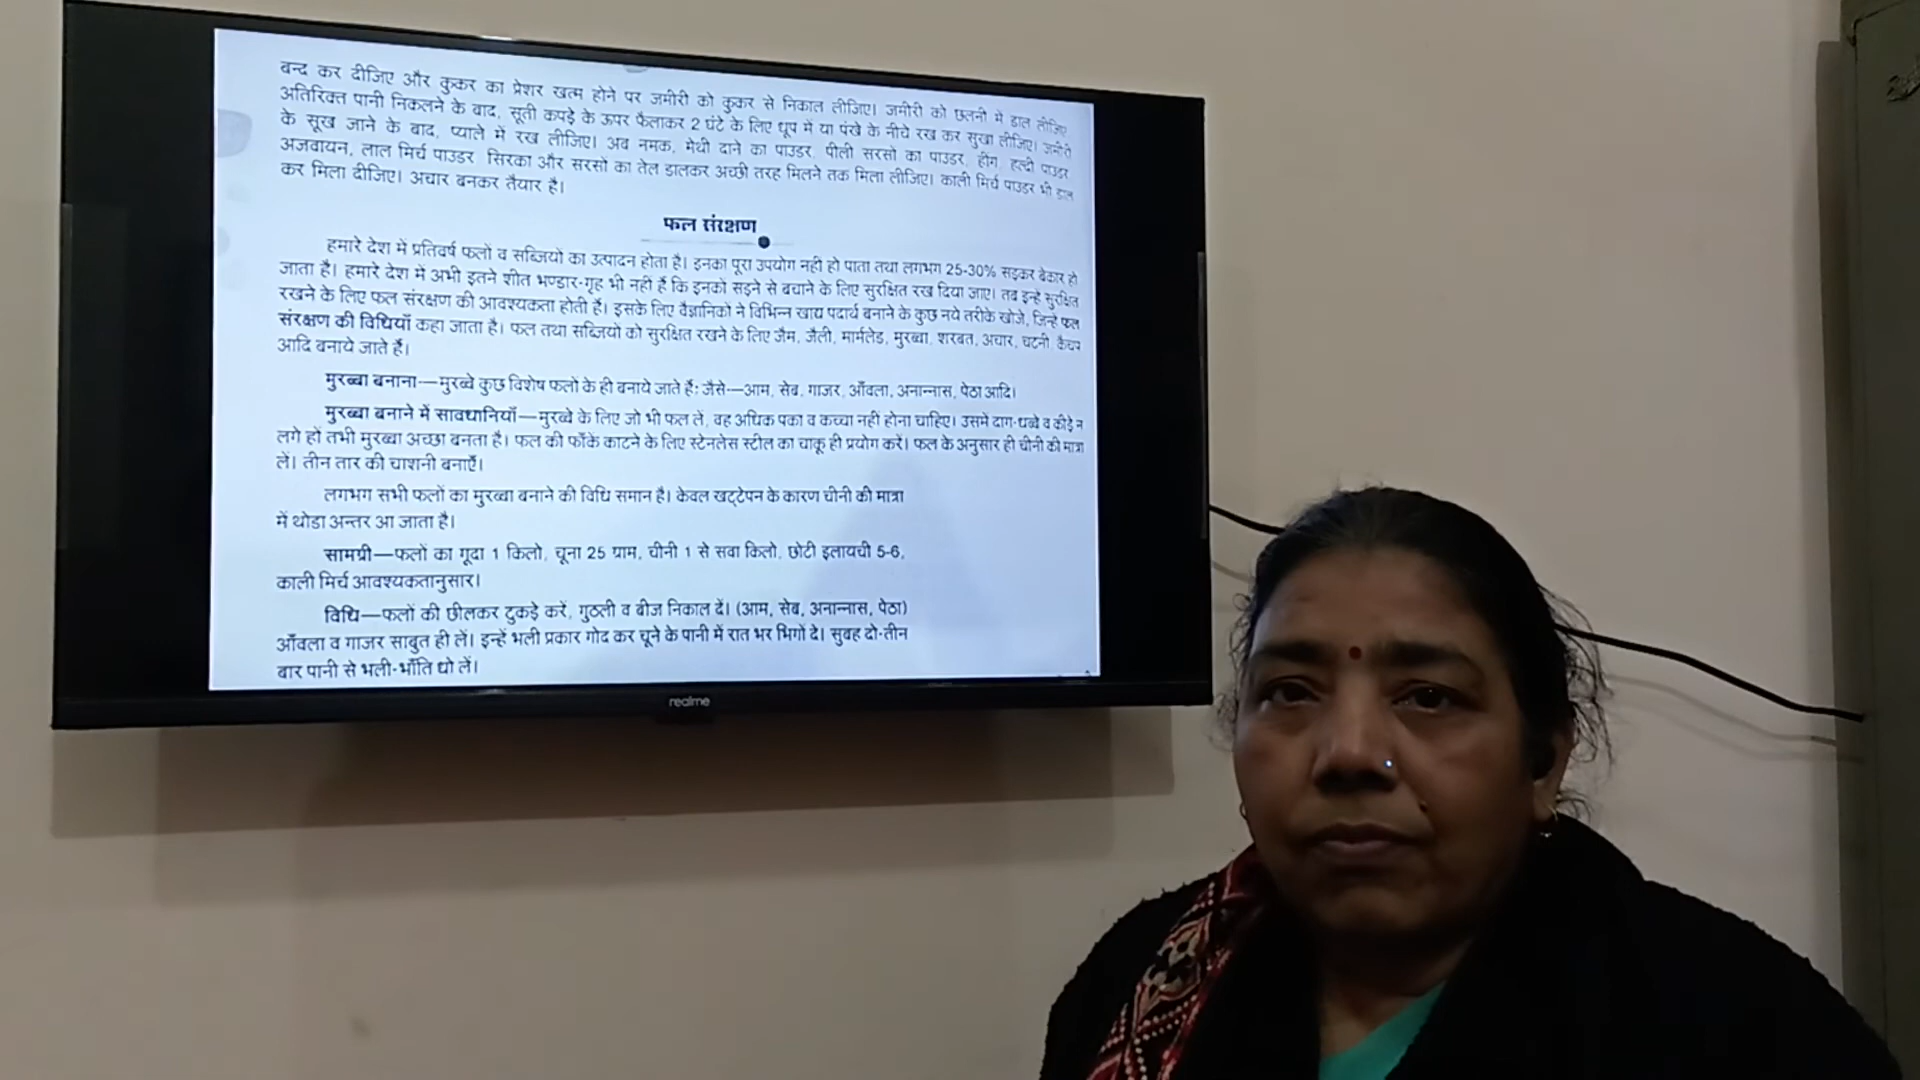 बन्द कर दीजिए और कुकर का प्रेशर खत्म होने पर जमीरी को कुकर से निकाल लीजिए। जमीरी को छलनी में डाल लीजिए
अतिरिक्त पानी निकलने के बाद, सूती कपड़े के ऊपर फैलाकर 2 घंटे के लिए धूप में या पंखे के नीचे रख कर सुखा लीजिए। जमीरी
के सूख जाने के बाद, प्याले में रख लीजिए। अब नमक, मेथी दाने का पाउडर, पीली सरसो का पाउडर, हींग, हल्दी पाउडर
अजवायन, लाल मिर्च पाउडर सिरका और सरसों का तेल डालकर अच्छी तरह मिलने तक मिला लीजिए। काली मिर्च पाउडर भी डाल
कर मिला दीजिए। अचार बनकर तैयार है।
फल संरक्षण
हमारे देश में प्रतिवर्ष फलों व सब्जियों का उत्पादन होता है। इनका पूरा उपयोग नही हो पाता तथा लगभग 25-30% सड़कर बेकार हो
जाता है। हमारे देश में अभी इतने शीत भण्डार-गृह भी नहीं हैं कि इनको सड़ने से बचाने के लिए सुरक्षित रख दिया जाए। तब इन्हे सुरक्षित
रखने के लिए फल संरक्षण की आवश्यकता होती है। इसके लिए वैज्ञानिकों ने विभिन्न खाद्य पदार्थ बनाने के कुछ नये तरीके खोजे, जिन्हे फल
संरक्षण की विधियाँ कहा जाता है। फल तथा सब्जियो को सुरक्षित रखने के लिए जैम, जैली, मार्मलेड, मुरब्बा, शरबत, अचार, चटनी, कैचप
आदि बनाये जाते हैं।
मुरब्बा बनाना—मुरब्बे कुछ विशेष फलों के ही बनाये जाते हैं; जैसे—आम, सेब, गाजर, आँवला, अनान्नास, पेठा आदि।
मुरब्बा बनाने में सावधानियाँ—मुरब्बे के लिए जो भी फल लें, वह अधिक पका व कच्चा नहीं होना चाहिए। उसमें दाग-धब्बे व कीड़े न
लगे हों तभी मुरब्बा अच्छा बनता है। फल की फाँकें काटने के लिए स्टेनलेस स्टील का चाकू ही प्रयोग करें। फल के अनुसार ही चीनी की मात्रा
लें। तीन तार की चाशनी बनाएँ।
लगभग सभी फलों का मुरब्बा बनाने की विधि समान है। केवल खट्टेपन के कारण चीनी की मात्रा
में थोडा अन्तर आ जाता है।
सामग्री—फलों का गूदा 1 किलो, चूना 25 ग्राम, चीनी 1 से सवा किलो, छोटी इलायची 5-6,
काली मिर्च आवश्यकतानुसार।
विधि—फलों की छीलकर टुकड़े करें, गुठली व बीज निकाल दें। (आम, सेब, अनान्नास, पेठा)
आँवला व गाजर साबुत ही लें। इन्हें भली प्रकार गोद कर चूने के पानी में रात भर भिगों दे। सुबह दो-तीन
बार पानी से भली-भाँति धो लें।
realme